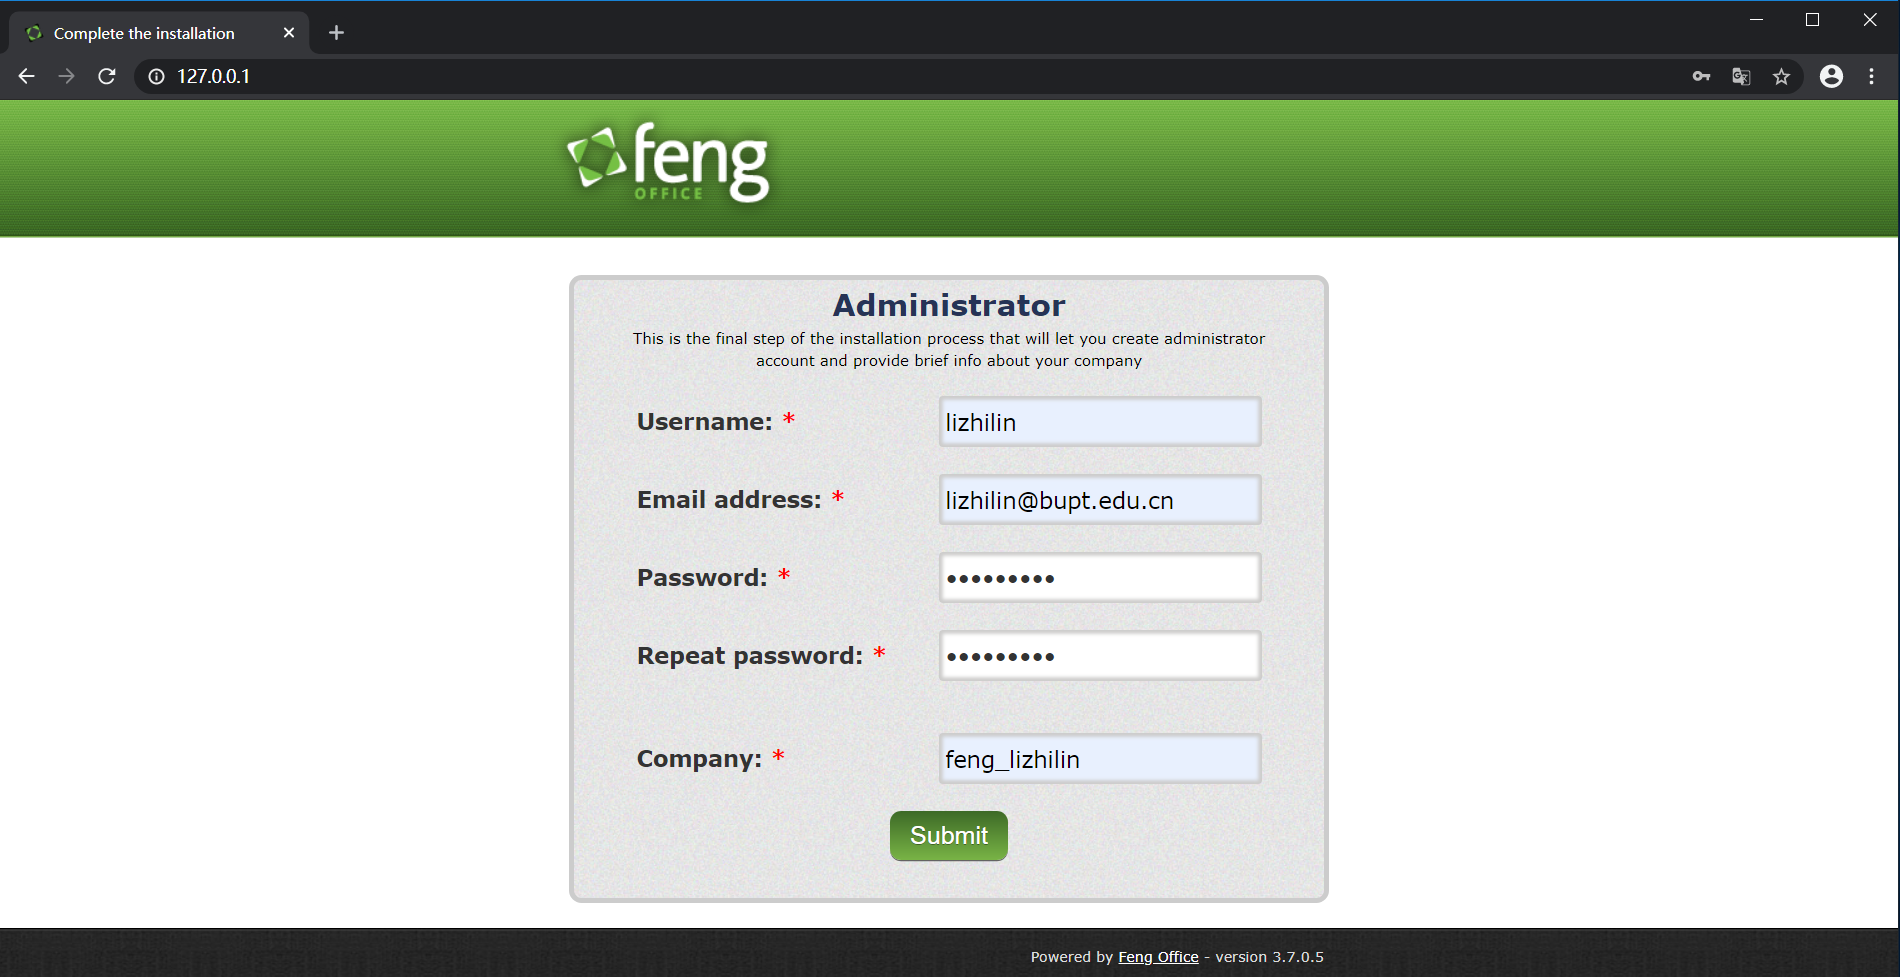 Complete the installation
127.0.0.1
feng
OFFICE
Administrator
This is the final step of the installation process that will let you create administrator
account and provide brief info about your company
Username: *
lizhilin
Email address: *
lizhilin@bupt.edu.cn
Password: *
•••••••••
Repeat password: *
•••••••••
Company: *
feng_lizhilin
Submit
Powered by Feng Office - version 3.7.0.5